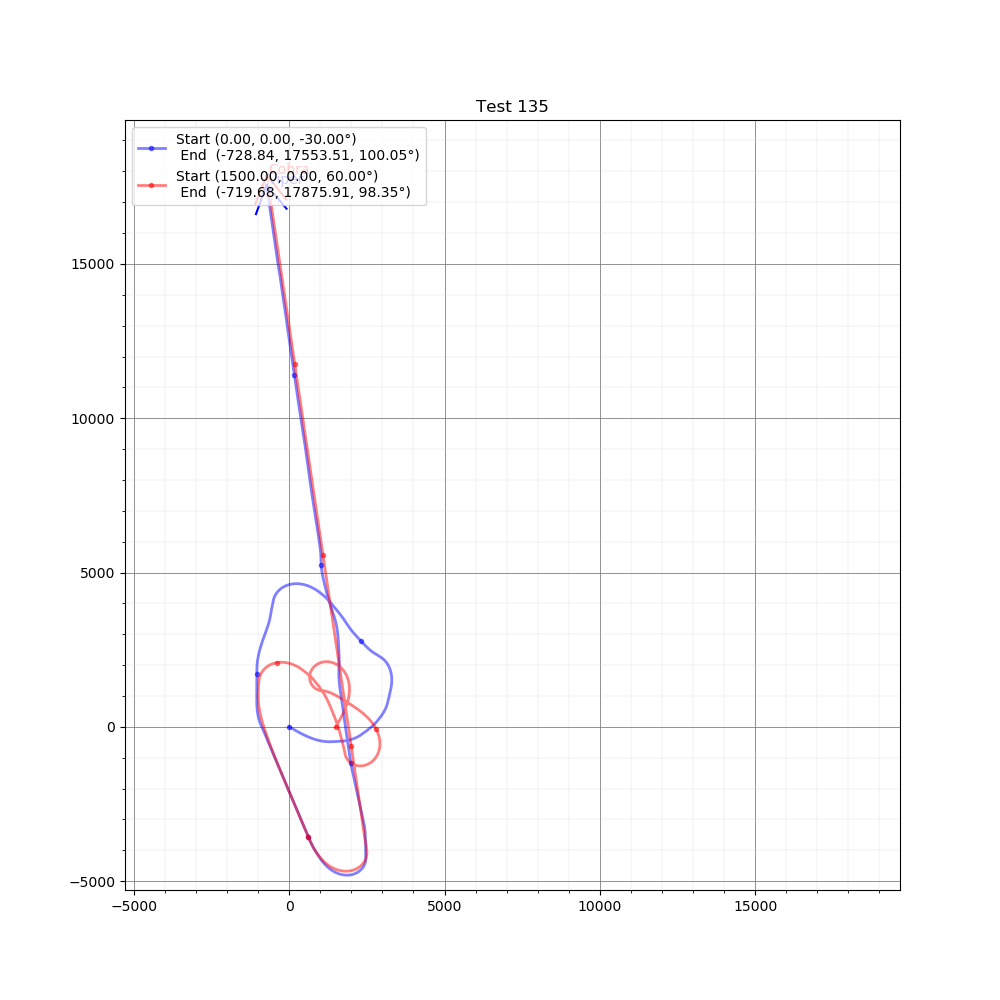 Test 135
Start (0.00, 0.00, -30.00°)
End (-728.84, 17553.51, 100.05°)
Start (1500.00, 0.00, 60.00°)
End (-719.68, 17875.91, 98.35°)
Cobra
15000
10000
5000
0
−5000
−5000
0
5000
10000
15000